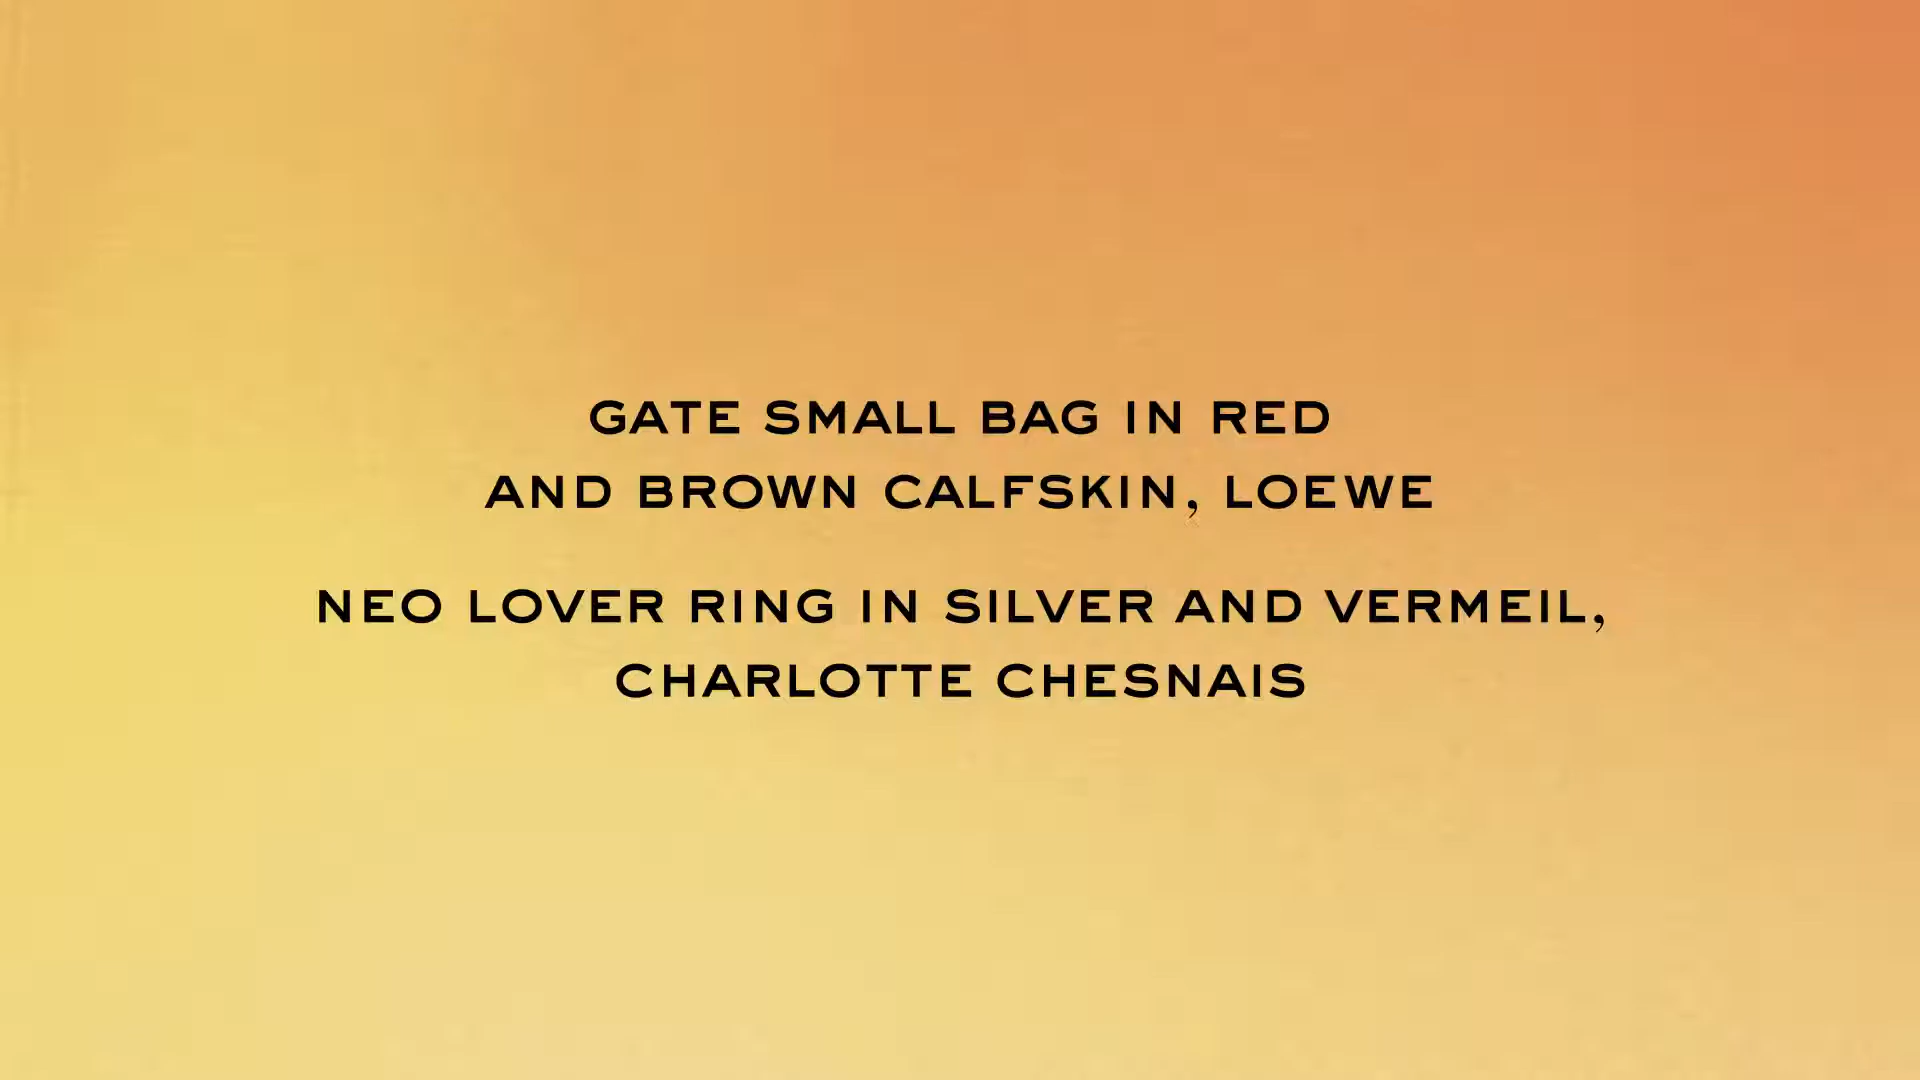 GATE SMALL BAG IN RED
AND BROWN CALFSKIN, LOEWE
NEO LOVER RING IN SILVER AND VERMEIL,
CHARLOTTE CHESNAIS